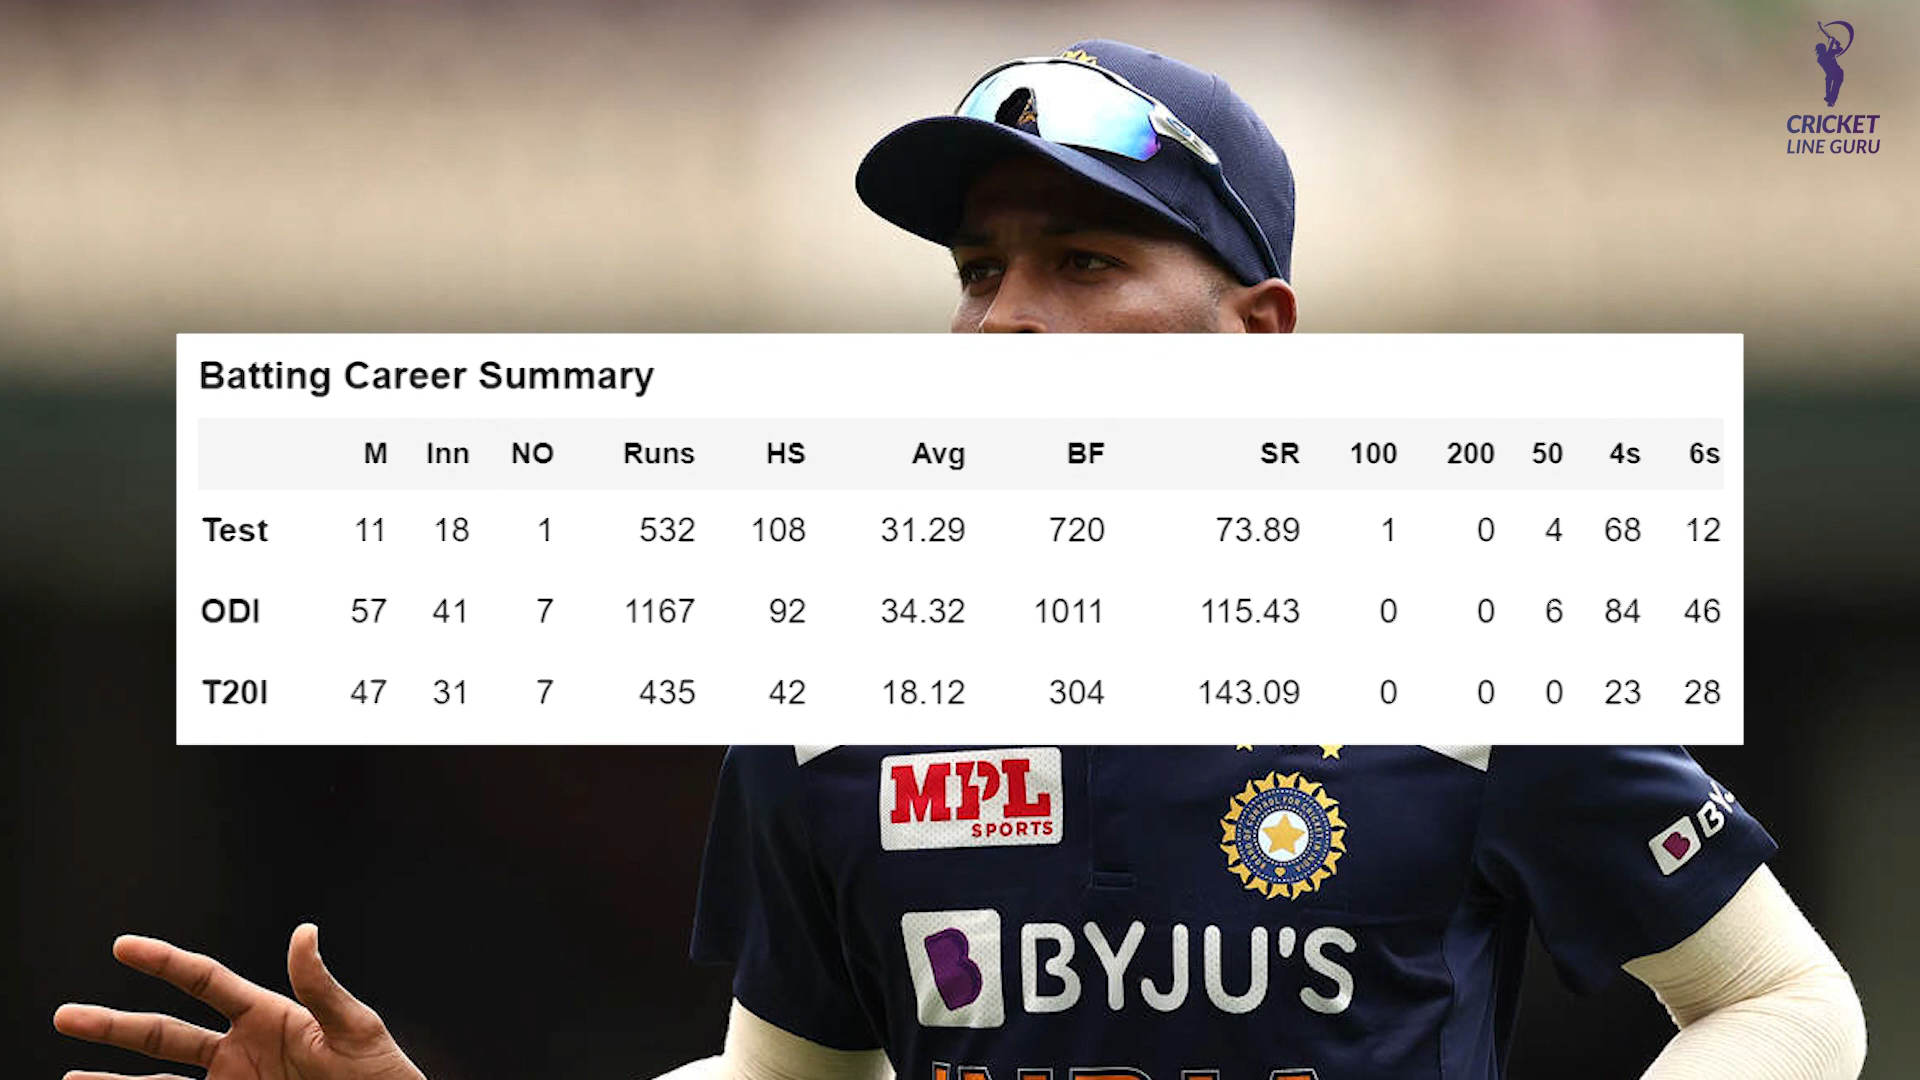 CRICKET
LINE GURU
Batting Career Summary
M Inn NO Runs HS Avg BF SR 100 200 50 4s 6s
Test 11 18 1 532 108 31.29 720 73.89 1 0 4 68 12
ODI 57 41 7 1167 92 34.32 1011 115.43 0 0 6 84 46
T20I 47 31 7 435 42 18.12 304 143.09 0 0 0 23 28
MPL
SPORTS
BYJU'S
INDIA